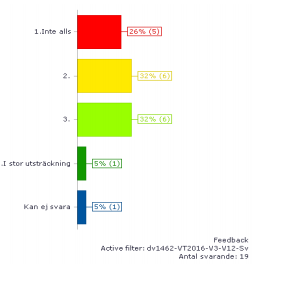 1.Inte alls 26% (5)
2. 32% (6)
3. 32% (6)
.I stor utsträckning 5% (1)
Kan ej svara 5% (1)
Feedback
Active filter: dv1462-VT2016-V3-V12-Sv
Antal svarande: 19